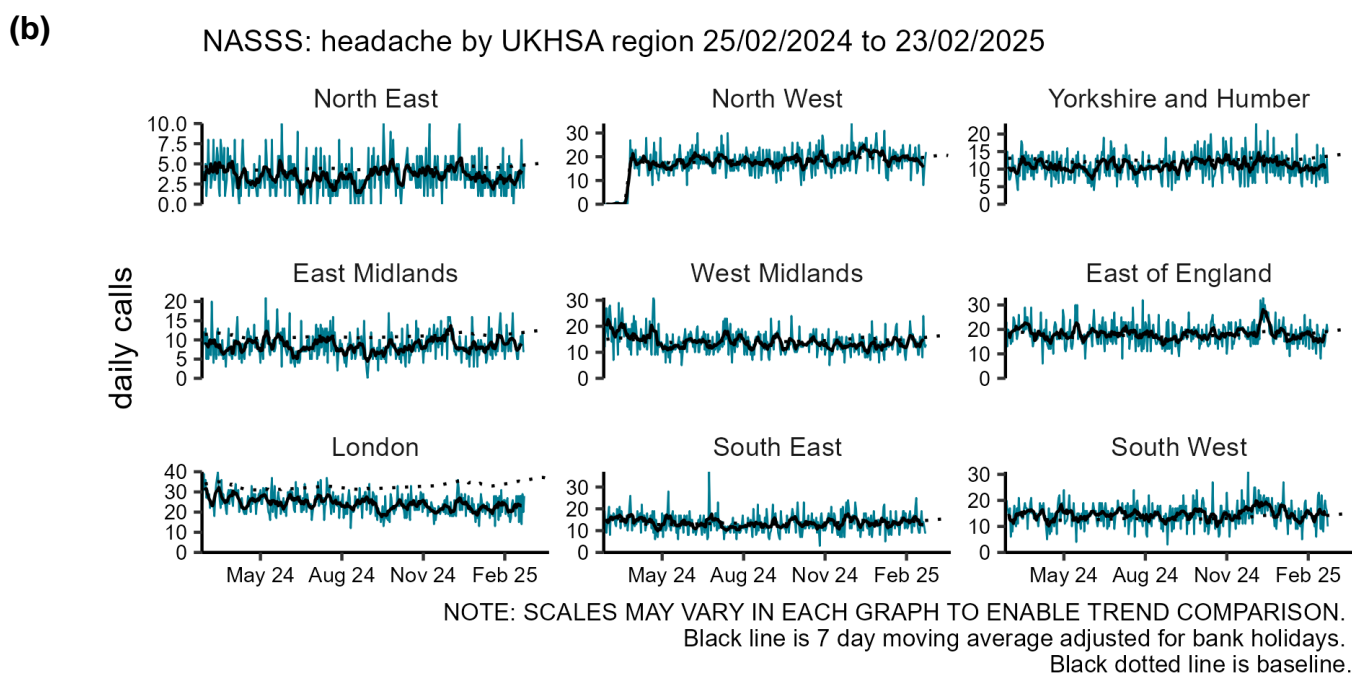 (b)
NASSS: headache by UKHSA region 25/02/2024 to 23/02/2025
daily calls
North East
10.0
7.5
5.0
2.5
0.0
North West
30
20
10
0
Yorkshire and Humber
20
15
10
5
0
East Midlands
20
15
10
5
0
West Midlands
30
20
10
0
East of England
30
20
10
0
London
40
30
20
10
0
May 24 Aug 24 Nov 24 Feb 25
South East
30
20
10
0
May 24 Aug 24 Nov 24 Feb 25
South West
30
20
10
0
May 24 Aug 24 Nov 24 Feb 25
NOTE: SCALES MAY VARY IN EACH GRAPH TO ENABLE TREND COMPARISON.
Black line is 7 day moving average adjusted for bank holidays.
Black dotted line is baseline.